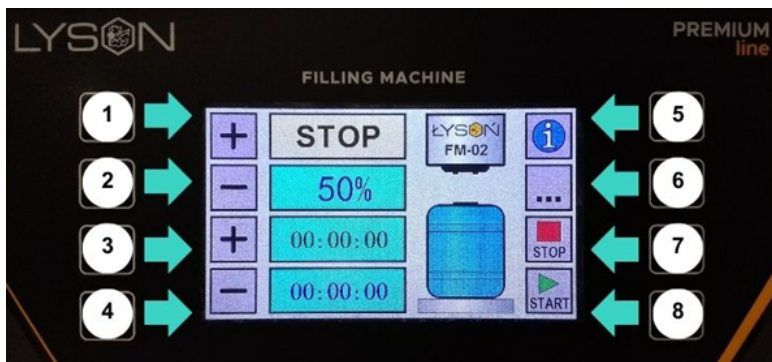 LYSON
PREMIUM
line
FILLING MACHINE
1
5
+
STOP
ŁYSOŃ
FM-02
i
2
6
−
50%
...
3
7
+
00:00:00
STOP
4
8
−
00:00:00
START